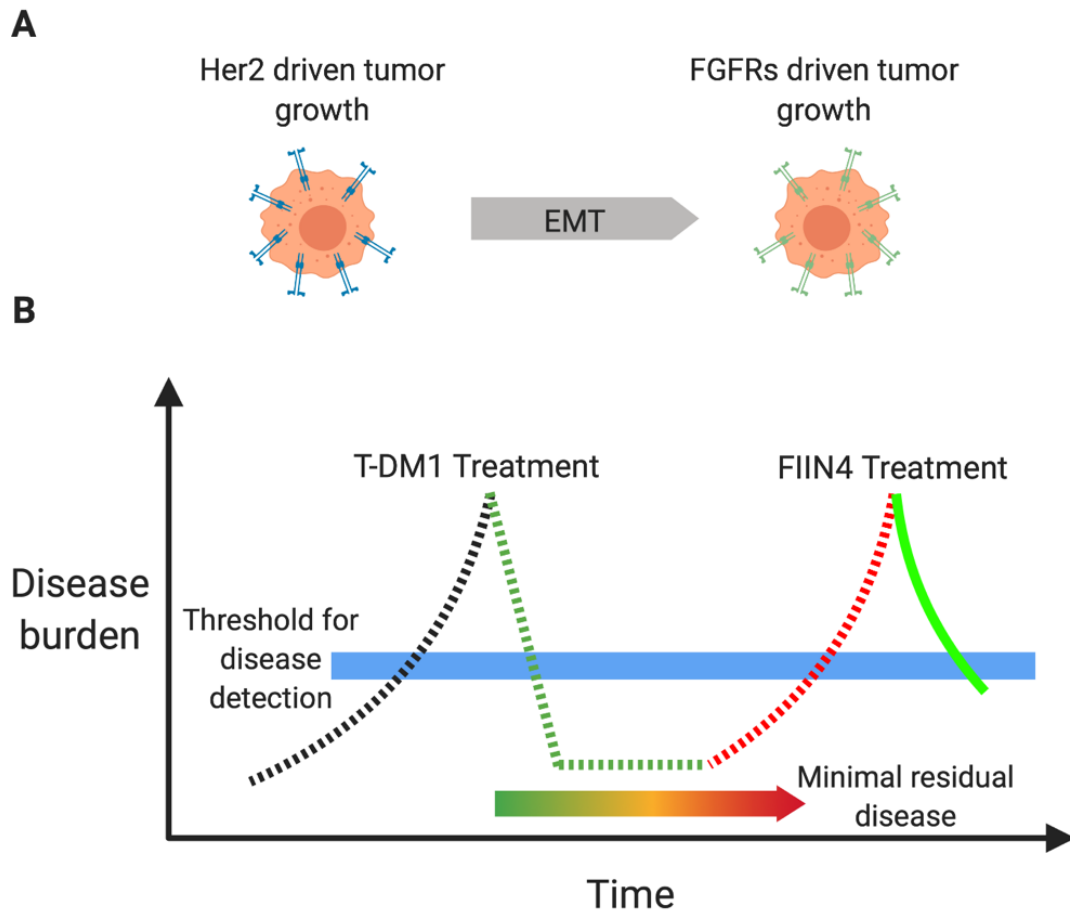 A
Her2 driven tumor
growth
FGFRs driven tumor
growth
EMT
B
T-DM1 Treatment
FIIN4 Treatment
Disease
burden
Threshold for
disease
detection
Minimal residual
disease
Time